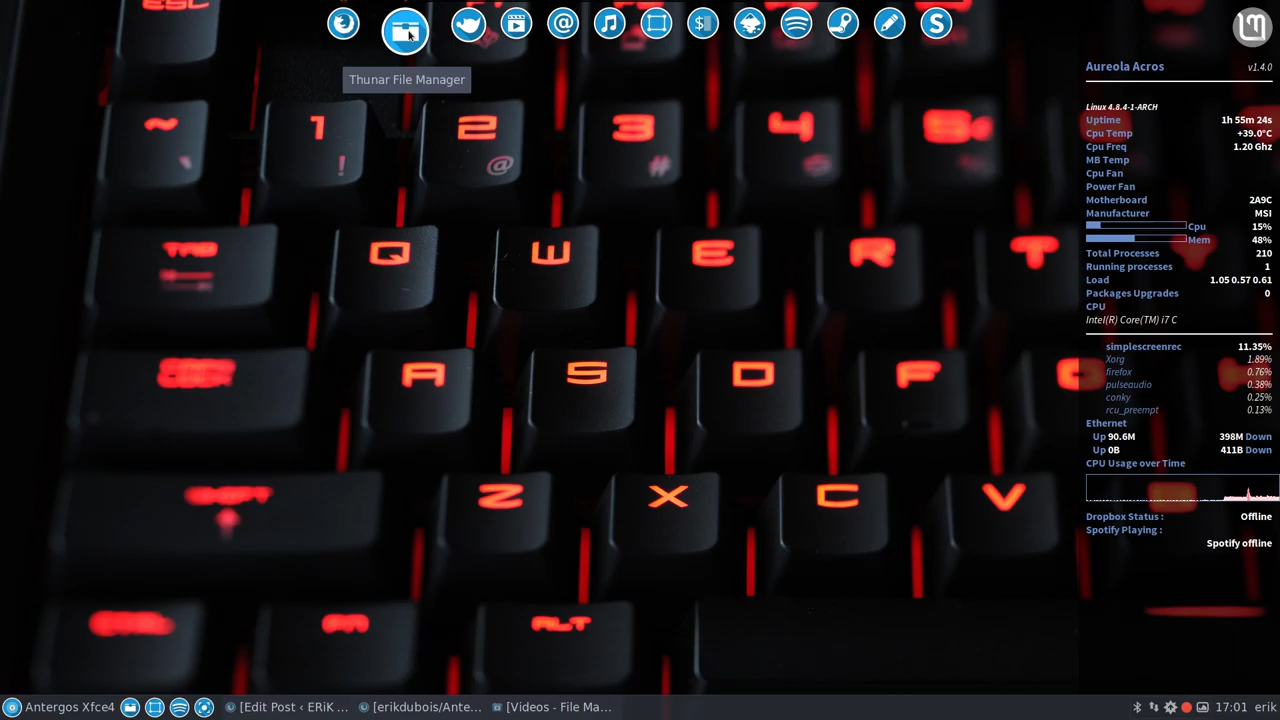 ESC
$
S
Thunar File Manager
Aureola Acros v1.4.0
Linux 4.8.4-1-ARCH
Uptime 1h 55m 24s
Cpu Temp +39.0°C
Cpu Freq 1.20 Ghz
MB Temp
Cpu Fan
Power Fan
Motherboard 2A9C
Manufacturer MSI
Cpu 15%
Mem 48%
Total Processes 210
Running processes 1
Load 1.05 0.57 0.61
Packages Upgrades 0
CPU
Intel(R) Core(TM) i7 C
simplescreenrec 11.35%
Xorg 1.89%
firefox 0.76%
pulseaudio 0.38%
conky 0.25%
rcu_preempt 0.13%
Ethernet
Up 90.6M 398M Down
Up 0B 411B Down
CPU Usage over Time
Dropbox Status : Offline
Spotify Playing :
Spotify offline
~ 1 2 3 4
` ! @ #
TAB Q W E R T
A S D F
SHIFT Z X C V
FN ALT
Antergos Xfce4 [Edit Post ‹ ERiK ... [erikdubois/Ante... [Videos - File Ma... 17:01 erik